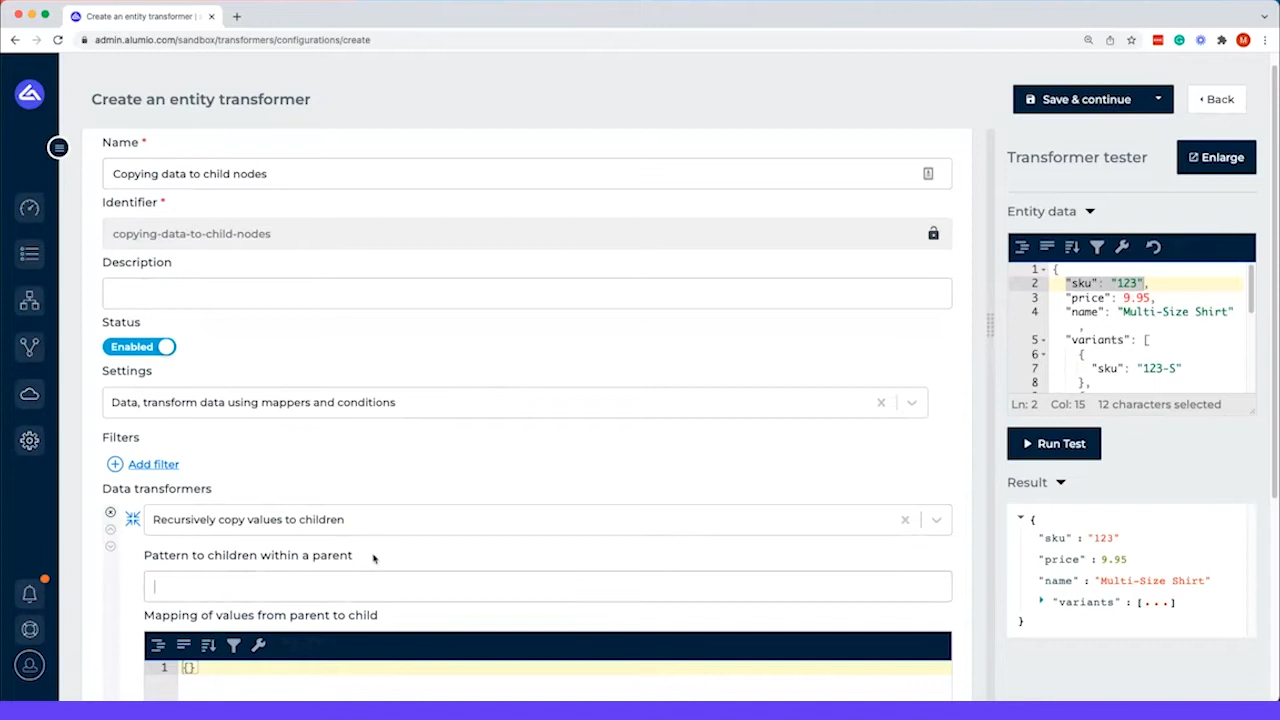 Create an entity transformer | I
admin.alumio.com/sandbox/transformers/configurations/create
M
Create an entity transformer
Save & continue
Back
Name *
Copying data to child nodes
Identifier *
copying-data-to-child-nodes
Description
Status
Enabled
Settings
Data, transform data using mappers and conditions
Filters
Add filter
Data transformers
Recursively copy values to children
Pattern to children within a parent
Mapping of values from parent to child
1 {}
Transformer tester
Enlarge
Entity data
1 {
2 "sku": "123",
3 "price": 9.95,
4 "name": "Multi-Size Shirt"
,
5 "variants": [
6 {
7 "sku": "123-S"
8 },
Ln: 2 Col: 15 12 characters selected
Run Test
Result
{
"sku" : "123"
"price" : 9.95
"name" : "Multi-Size Shirt"
"variants" : [...]
}